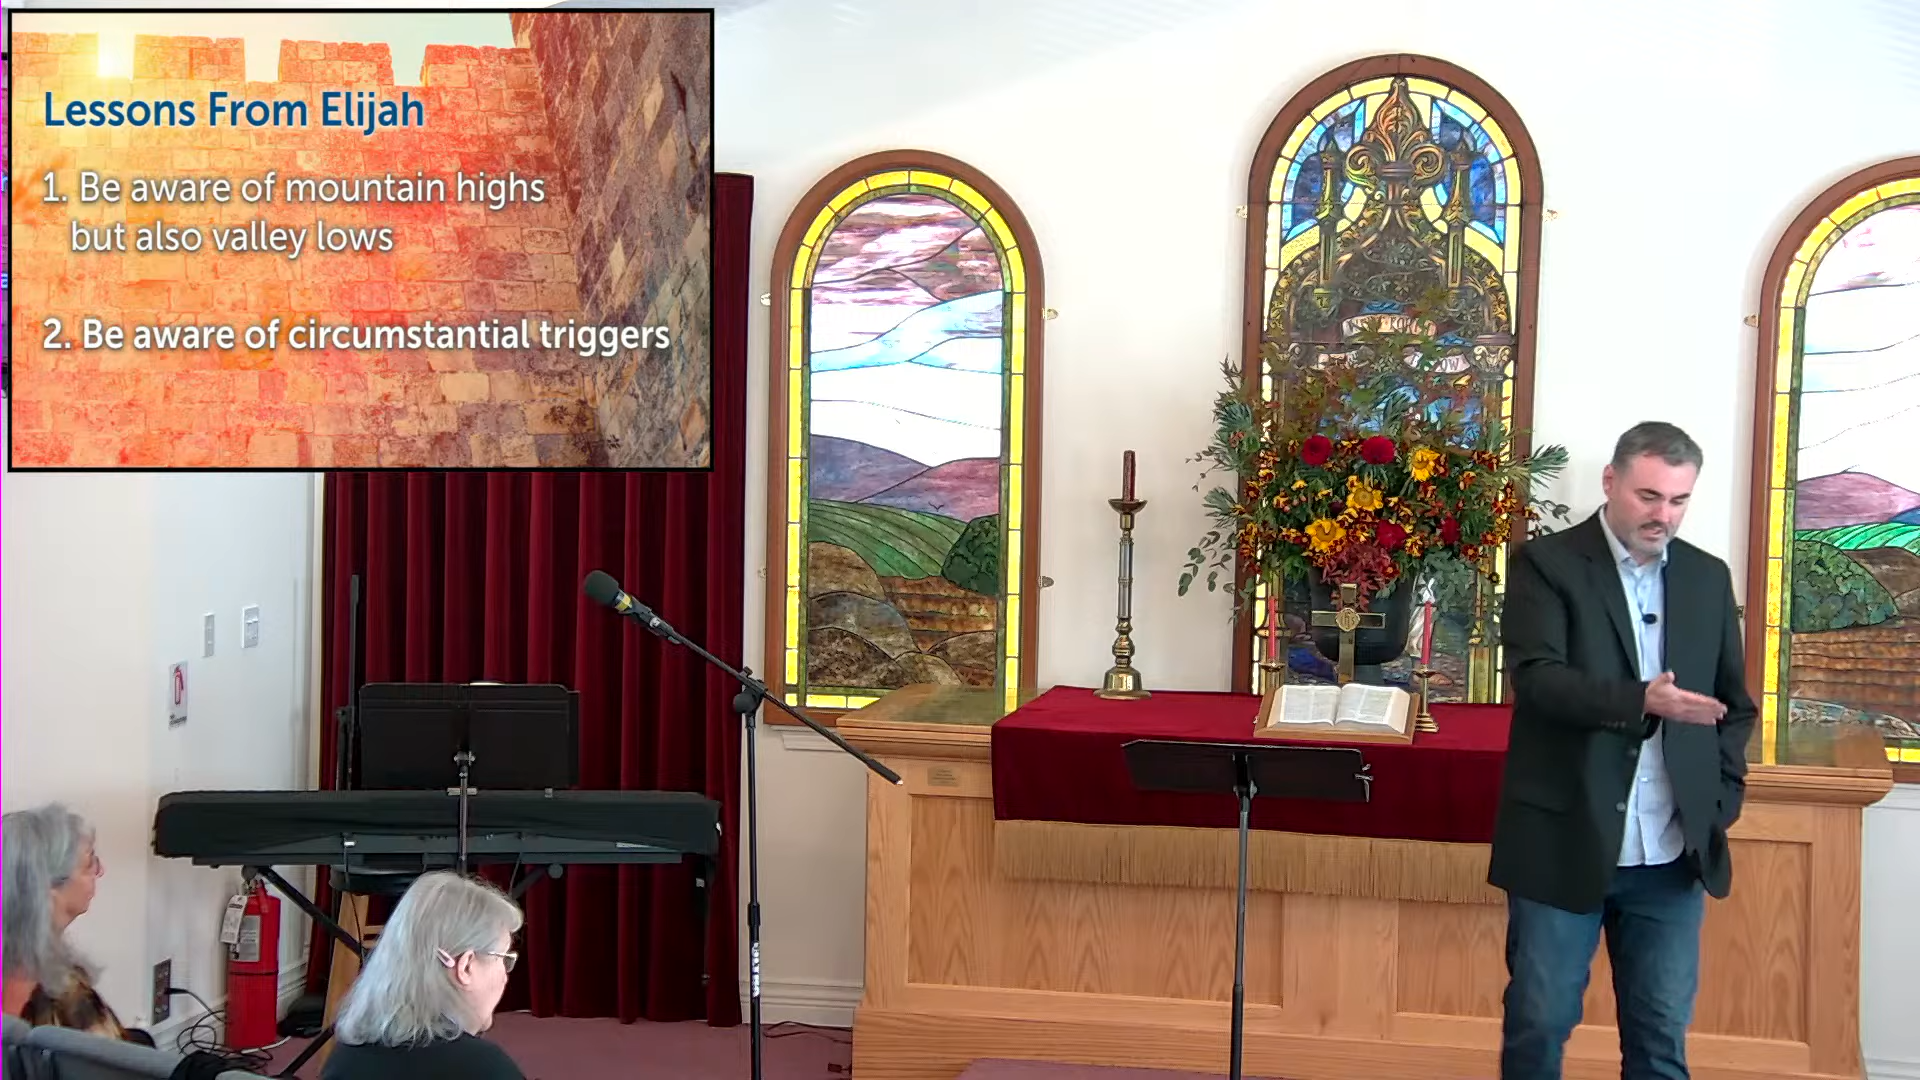 Lessons From Elijah
1. Be aware of mountain highs
but also valley lows
2. Be aware of circumstantial triggers